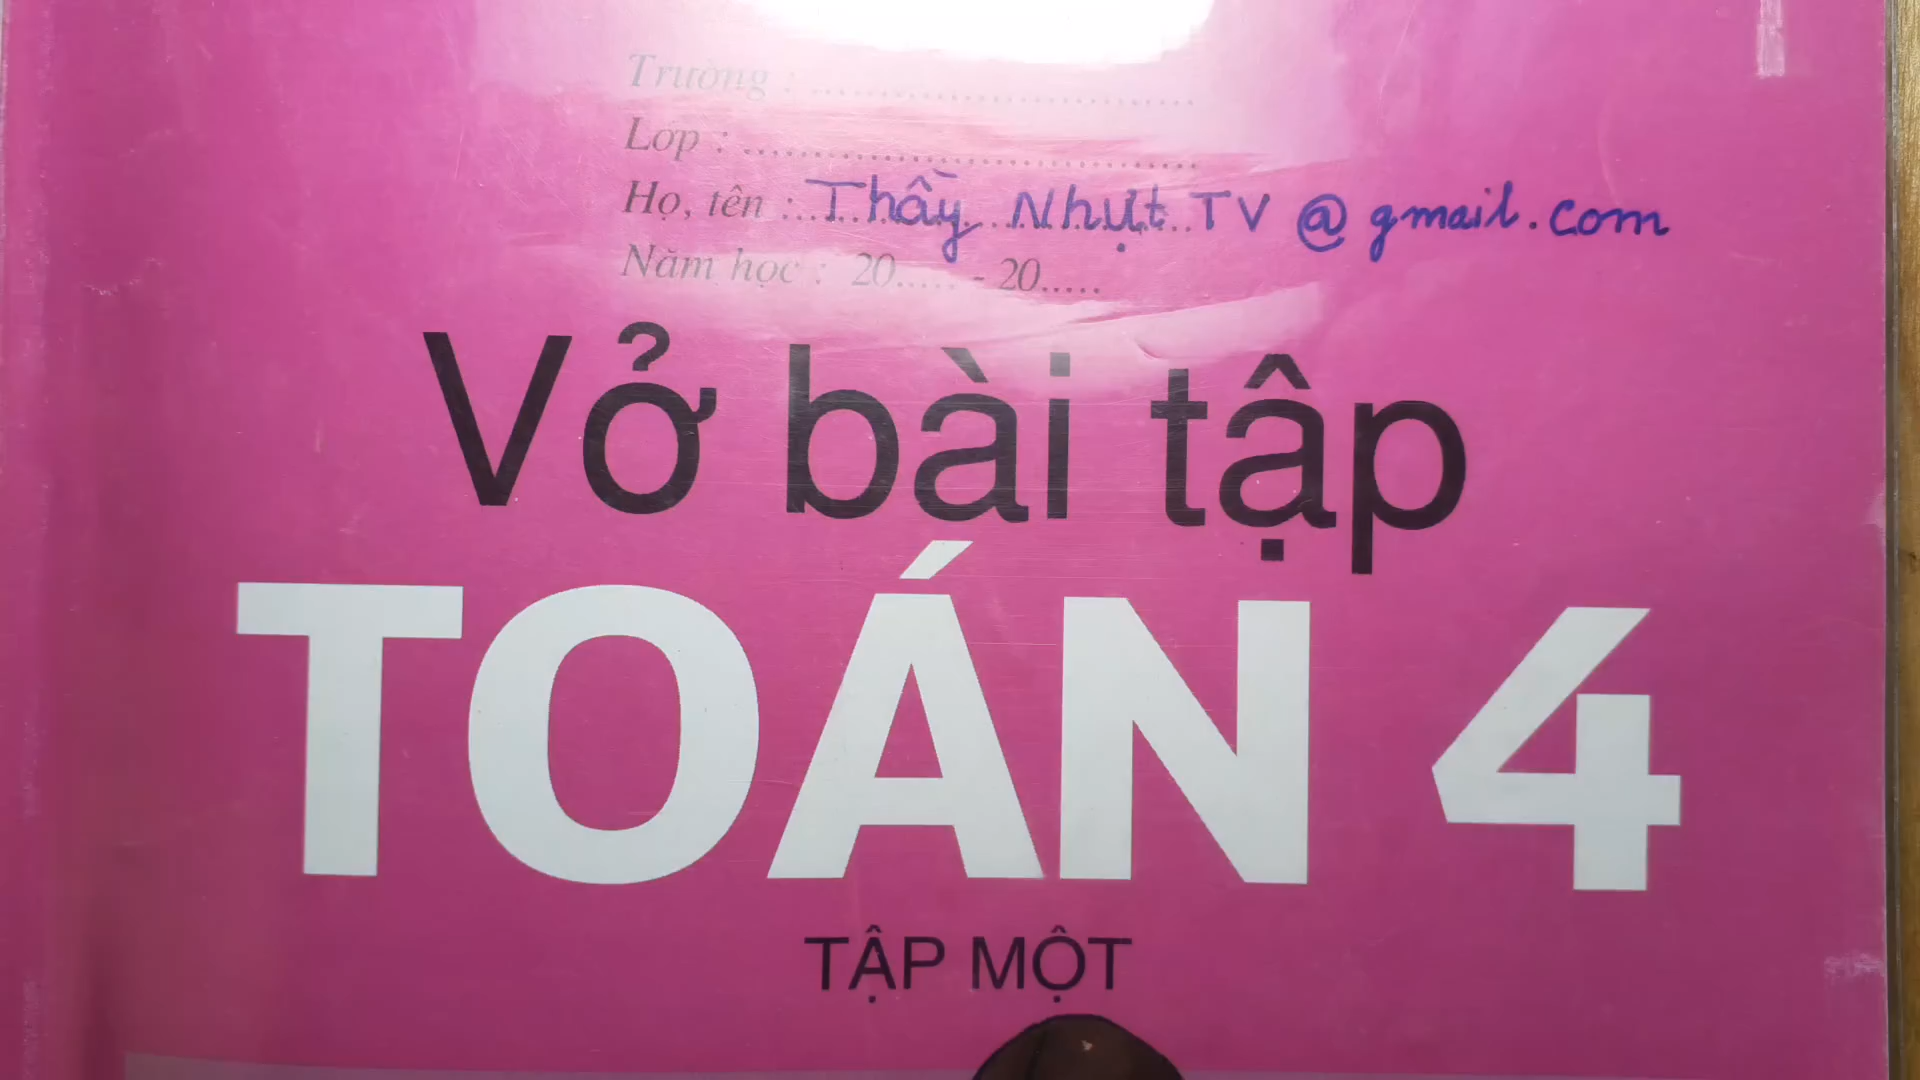 Trường : ..............................
Lớp : ..............................
Họ, tên : Thầy Nhựt TV @ gmail.com
Năm học : 20..... - 20.....
Vở bài tập
TOÁN 4
TẬP MỘT